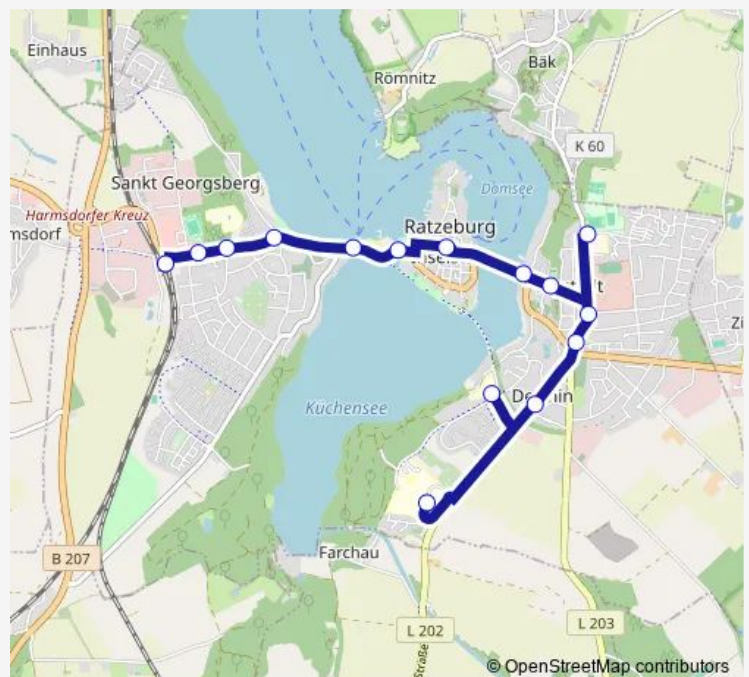 Einhaus
Römnitz
Bäk
K 60
Sankt Georgsberg
Domsee
Harmsdorfer Kreuz
msdorf
Ratzeburg
Zi
Küchensee
B 207
Farchau
L 202
L 203
Straße
© OpenStreetMap contributors